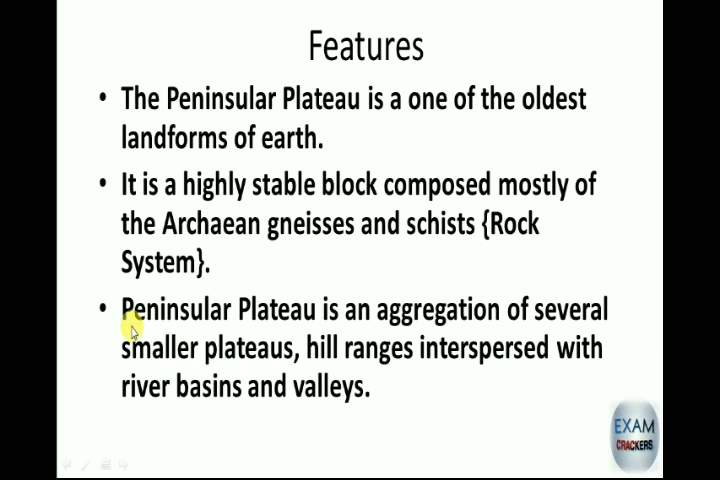 Features
• The Peninsular Plateau is a one of the oldest
landforms of earth.
• It is a highly stable block composed mostly of
the Archaean gneisses and schists {Rock
System}.
• Peninsular Plateau is an aggregation of several
smaller plateaus, hill ranges interspersed with
river basins and valleys.
EXAM
CRACKERS